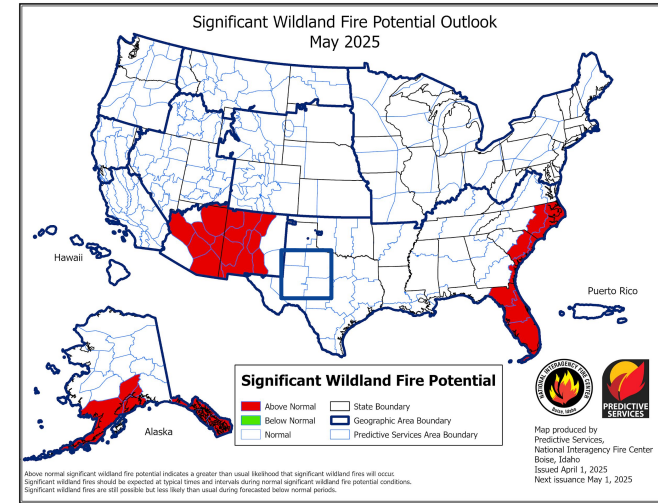 Significant Wildland Fire Potential Outlook
May 2025
Hawaii
Puerto Rico
Alaska
Significant Wildland Fire Potential
Above Normal
State Boundary
Below Normal
Geographic Area Boundary
Normal
Predictive Services Area Boundary
NATIONAL INTERAGENCY FIRE CENTER
Boise, Idaho
PREDICTIVE
SERVICES
Map produced by
Predictive Services,
National Interagency Fire Center
Boise, Idaho
Issued April 1, 2025
Next issuance May 1, 2025
Above normal significant wildland fire potential indicates a greater than usual likelihood that significant wildland fires will occur.
Significant wildland fires should be expected at typical times and intervals during normal significant wildland fire potential conditions.
Significant wildland fires are still possible but less likely than usual during forecasted below normal periods.